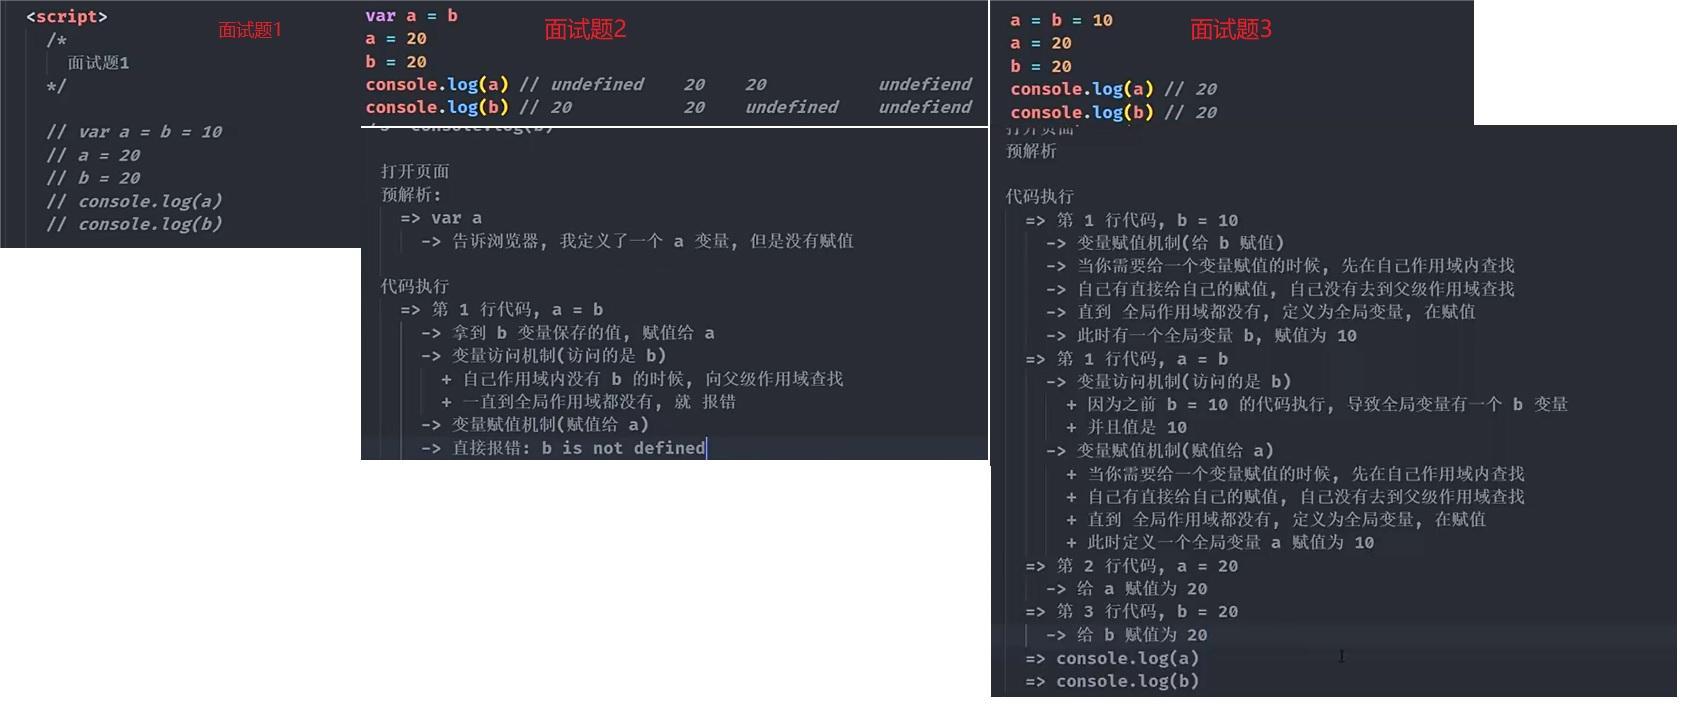 <script>
面试题1
/*
面试题1
*/
// var a = b = 10
// a = 20
// b = 20
// console.log(a)
// console.log(b)
var a = b
面试题2
a = 20
b = 20
console.log(a) // undefined 20 20 undefiend
console.log(b) // 20 20 undefined undefiend
console.log(b)
打开页面
预解析:
=> var a
-> 告诉浏览器, 我定义了一个 a 变量, 但是没有赋值
代码执行
=> 第 1 行代码, a = b
-> 拿到 b 变量保存的值, 赋值给 a
-> 变量访问机制(访问的是 b)
+ 自己作用域内没有 b 的时候, 向父级作用域查找
+ 一直到全局作用域都没有, 就 报错
-> 变量赋值机制(赋值给 a)
-> 直接报错: b is not defined
a = b = 10
面试题3
a = 20
b = 20
console.log(a) // 20
console.log(b) // 20
打开页面
预解析
代码执行
=> 第 1 行代码, b = 10
-> 变量赋值机制(给 b 赋值)
-> 当你需要给一个变量赋值的时候, 先在自己作用域内查找
-> 自己有直接给自己的赋值, 自己没有去到父级作用域查找
-> 直到 全局作用域都没有, 定义为全局变量, 在赋值
-> 此时有一个全局变量 b, 赋值为 10
=> 第 1 行代码, a = b
-> 变量访问机制(访问的是 b)
+ 因为之前 b = 10 的代码执行, 导致全局变量有一个 b 变量
+ 并且值是 10
-> 变量赋值机制(赋值给 a)
+ 当你需要给一个变量赋值的时候, 先在自己作用域内查找
+ 自己有直接给自己的赋值, 自己没有去到父级作用域查找
+ 直到 全局作用域都没有, 定义为全局变量, 在赋值
+ 此时定义一个全局变量 a 赋值为 10
=> 第 2 行代码, a = 20
-> 给 a 赋值为 20
=> 第 3 行代码, b = 20
-> 给 b 赋值为 20
=> console.log(a)
=> console.log(b)